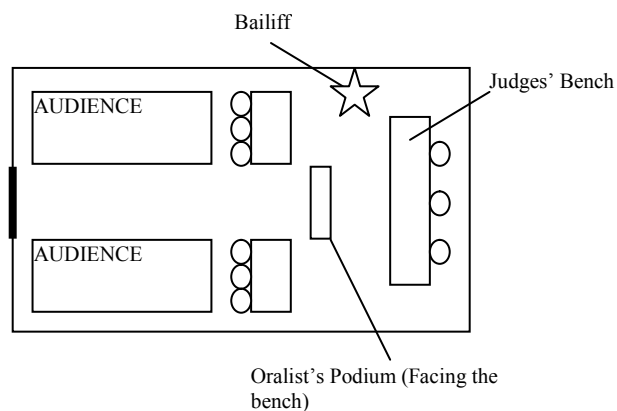 Bailiff
Judges’ Bench
AUDIENCE
AUDIENCE
Oralist’s Podium (Facing the
bench)